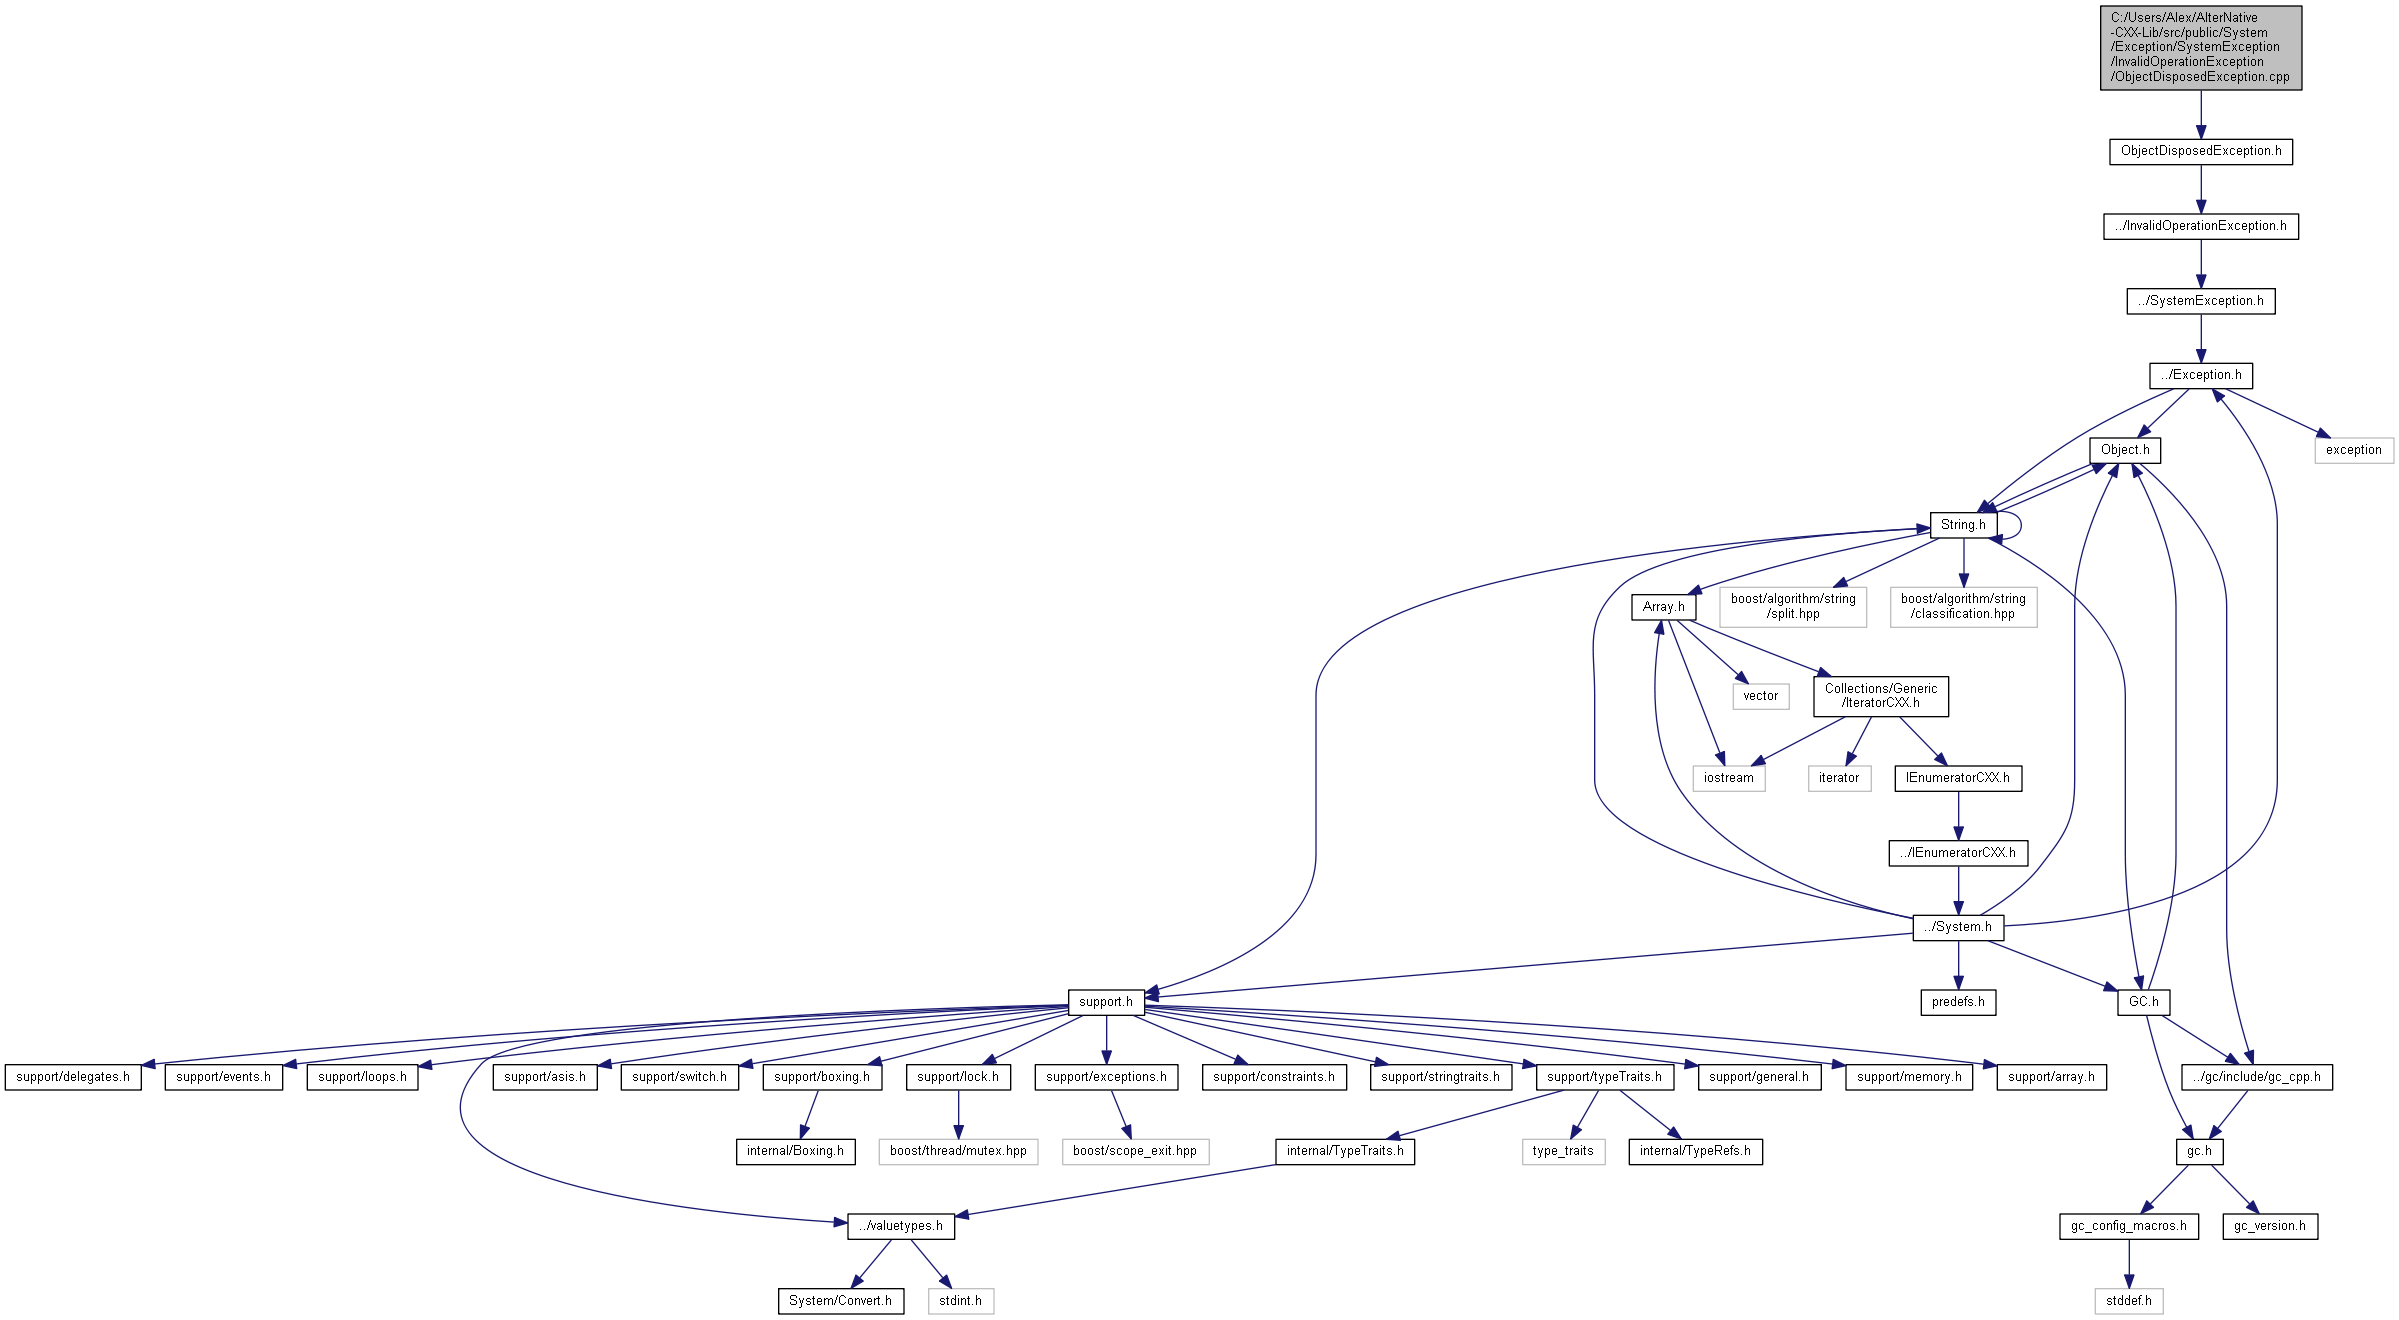 C:/Users/Alex/AlterNative
-CXX-Lib/src/public/System
/Exception/SystemException
/InvalidOperationException
/ObjectDisposedException.cpp
ObjectDisposedException.h
../InvalidOperationException.h
../SystemException.h
../Exception.h
Object.h
exception
String.h
Array.h
boost/algorithm/string
/split.hpp
boost/algorithm/string
/classification.hpp
vector
Collections/Generic
/IteratorCXX.h
iostream
iterator
IEnumeratorCXX.h
../IEnumeratorCXX.h
../System.h
support.h
predefs.h
GC.h
support/delegates.h
support/events.h
support/loops.h
support/asis.h
support/switch.h
support/boxing.h
support/lock.h
support/exceptions.h
support/constraints.h
support/stringtraits.h
support/typeTraits.h
support/general.h
support/memory.h
support/array.h
../gc/include/gc_cpp.h
internal/Boxing.h
boost/thread/mutex.hpp
boost/scope_exit.hpp
internal/TypeTraits.h
type_traits
internal/TypeRefs.h
gc.h
../valuetypes.h
gc_config_macros.h
gc_version.h
System/Convert.h
stdint.h
stddef.h